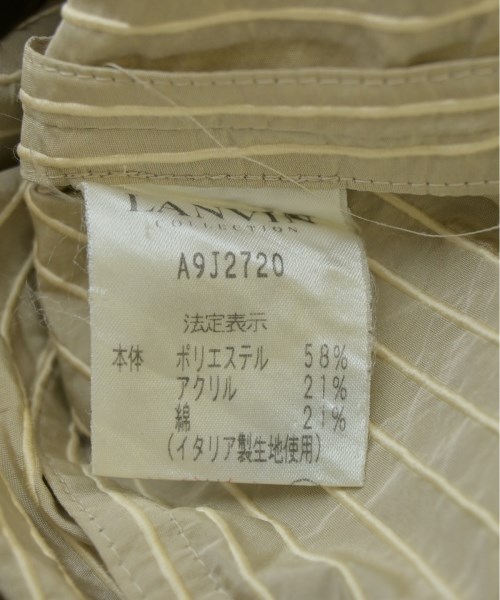 LANVIN
COLLECTION
A9J2720
法定表示
本体 ポリエステル 58%
アクリル 21%
綿 21%
(イタリア製生地使用)